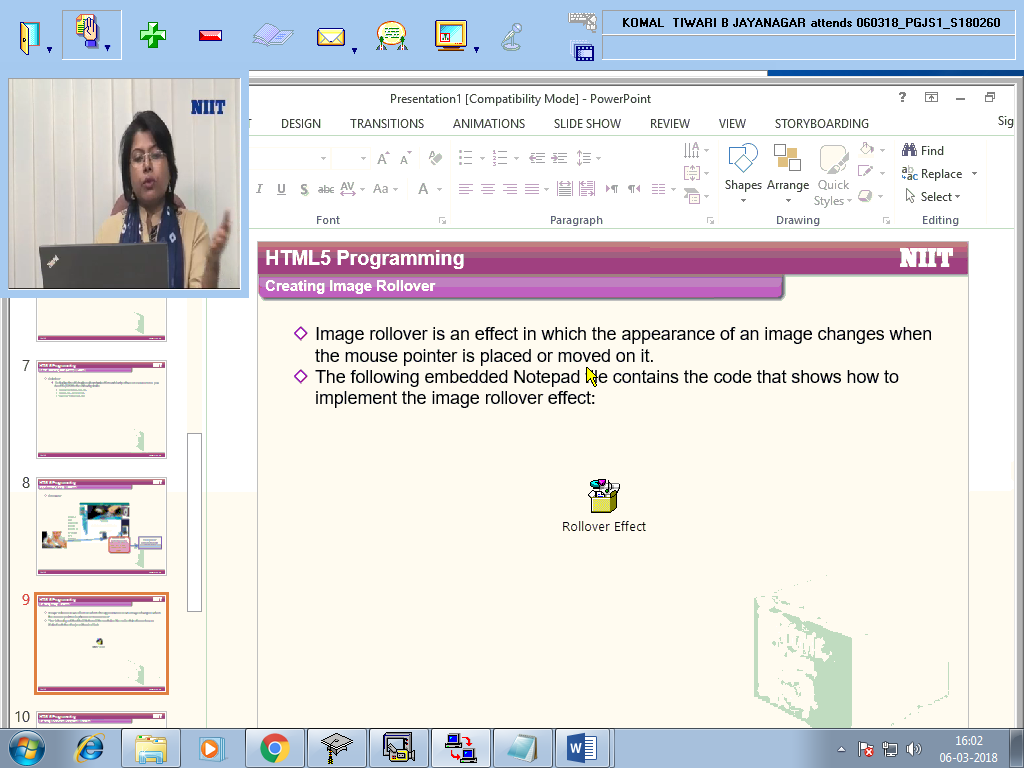 KOMAL TIWARI B JAYANAGAR attends 060318_PGJS1_S180260
NIIT
Presentation1 [Compatibility Mode] - PowerPoint
?
DESIGN TRANSITIONS ANIMATIONS SLIDE SHOW REVIEW VIEW STORYBOARDING
Sig
I U S abc AV Aa A
Font
Paragraph
Shapes Arrange Quick Styles
Drawing
Find
Replace
Select
Editing
HTML5 Programming
NIIT
Creating Image Rollover
Image rollover is an effect in which the appearance of an image changes when
the mouse pointer is placed or moved on it.
The following embedded Notepad file contains the code that shows how to
implement the image rollover effect:
Rollover Effect
7
8
9
10
16:02
06-03-2018